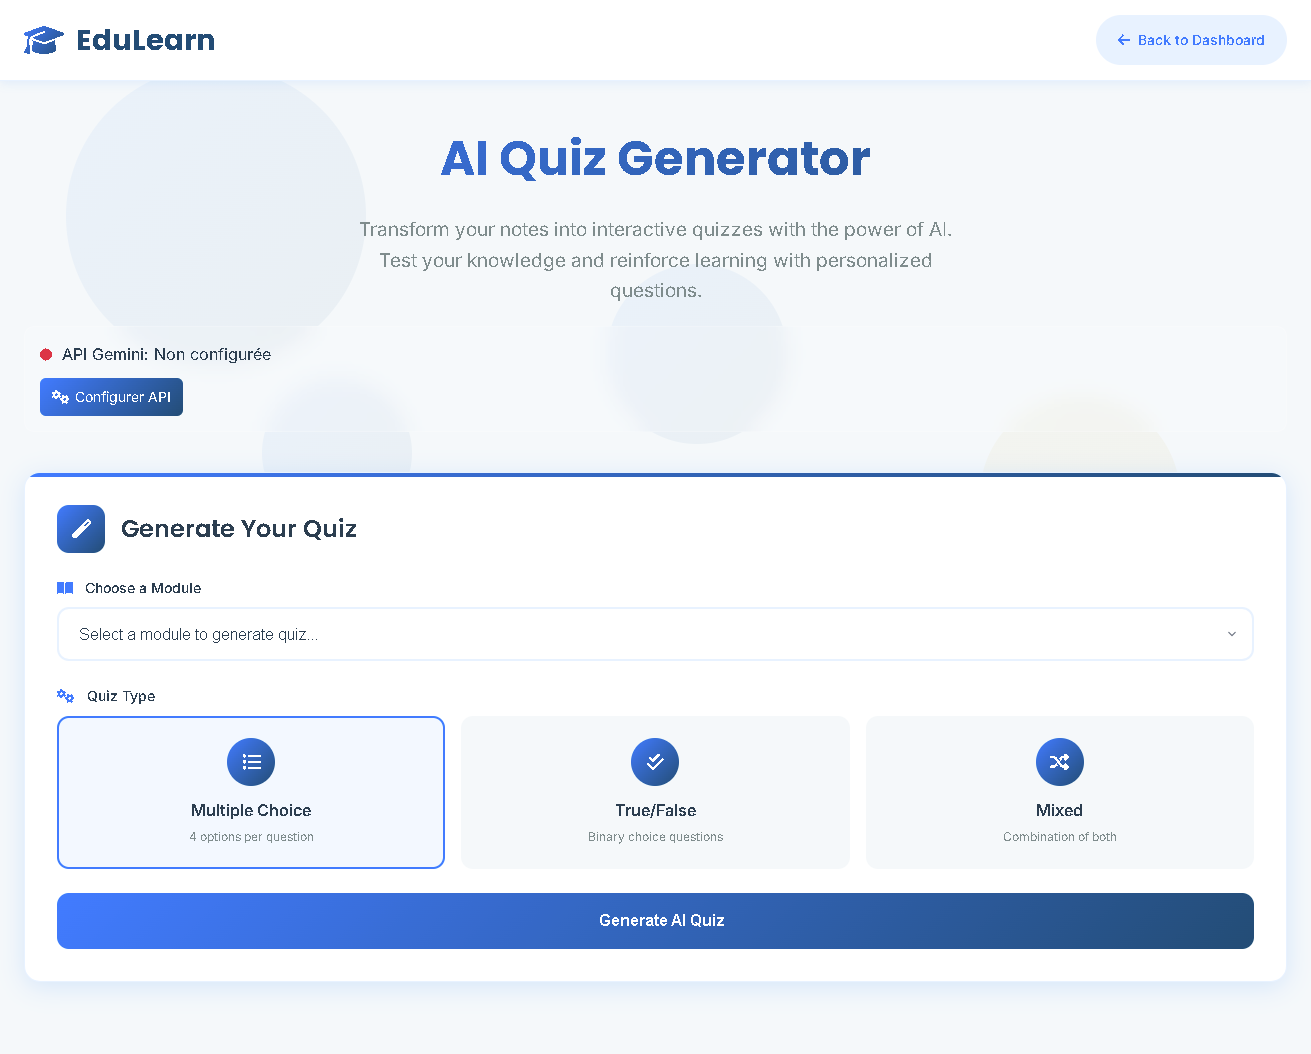 EduLearn
Back to Dashboard
AI Quiz Generator
Transform your notes into interactive quizzes with the power of AI.
Test your knowledge and reinforce learning with personalized
questions.
API Gemini: Non configurée
Configurer API
Generate Your Quiz
Choose a Module
Select a module to generate quiz...
Quiz Type
Multiple Choice
4 options per question
True/False
Binary choice questions
Mixed
Combination of both
Generate AI Quiz